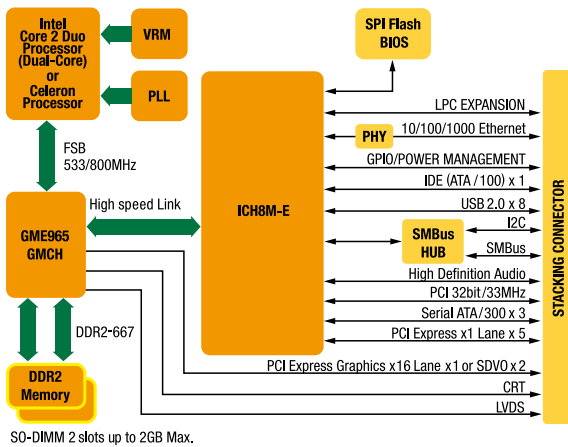 Intel
Core 2 Duo
Processor
(Dual-Core)
or
Celeron
Processor
VRM
PLL
SPI Flash
BIOS
FSB
533/800MHz
High speed Link
GME965
GMCH
ICH8M-E
DDR2-667
DDR2
Memory
SO-DIMM 2 slots up to 2GB Max.
LPC EXPANSION
PHY
10/100/1000 Ethernet
GPIO/POWER MANAGEMENT
IDE (ATA /100) x 1
USB 2.0 x 8
SMBus
HUB
I2C
SMBus
High Definition Audio
PCI 32bit/33MHz
Serial ATA/300 x 3
PCI Express x1 Lane x 5
PCI Express Graphics x16 Lane x1 or SDVO x 2
CRT
LVDS
STACKING CONNECTOR